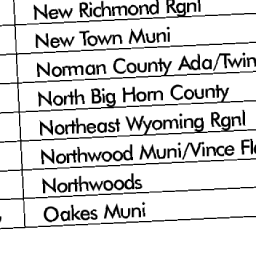 New Richmond Rgnl
New Town Muni
Norman County Ada/Twin
North Big Horn County
Northeast Wyoming Rgnl
Northwood Muni/Vince
Northwoods
Oakes Muni